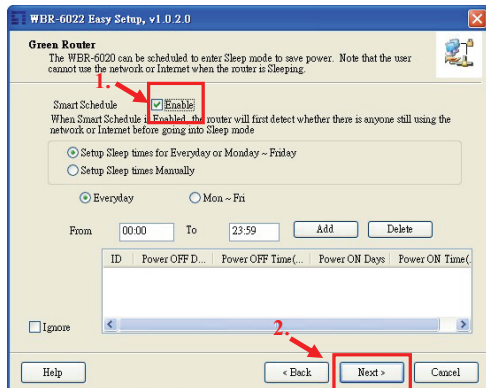 WBR-6022 Easy Setup, v1.0.2.0
Green Router
The WBR-6020 can be scheduled to enter Sleep mode to save power. Note that the user
cannot use the network or Internet when the router is Sleeping.
1.
Smart Schedule Enable
When Smart Schedule is Enabled, the router will first detect whether there is anyone still using the
network or Internet before going into Sleep mode
Setup Sleep times for Everyday or Monday ~ Friday
Setup Sleep times Manually
Everyday Mon ~ Fri
From 00:00 To 23:59 Add Delete
ID Power OFF D... Power OFF Time(... Power ON Days Power ON Time(.
Ignore
2.
Help < Back Next > Cancel